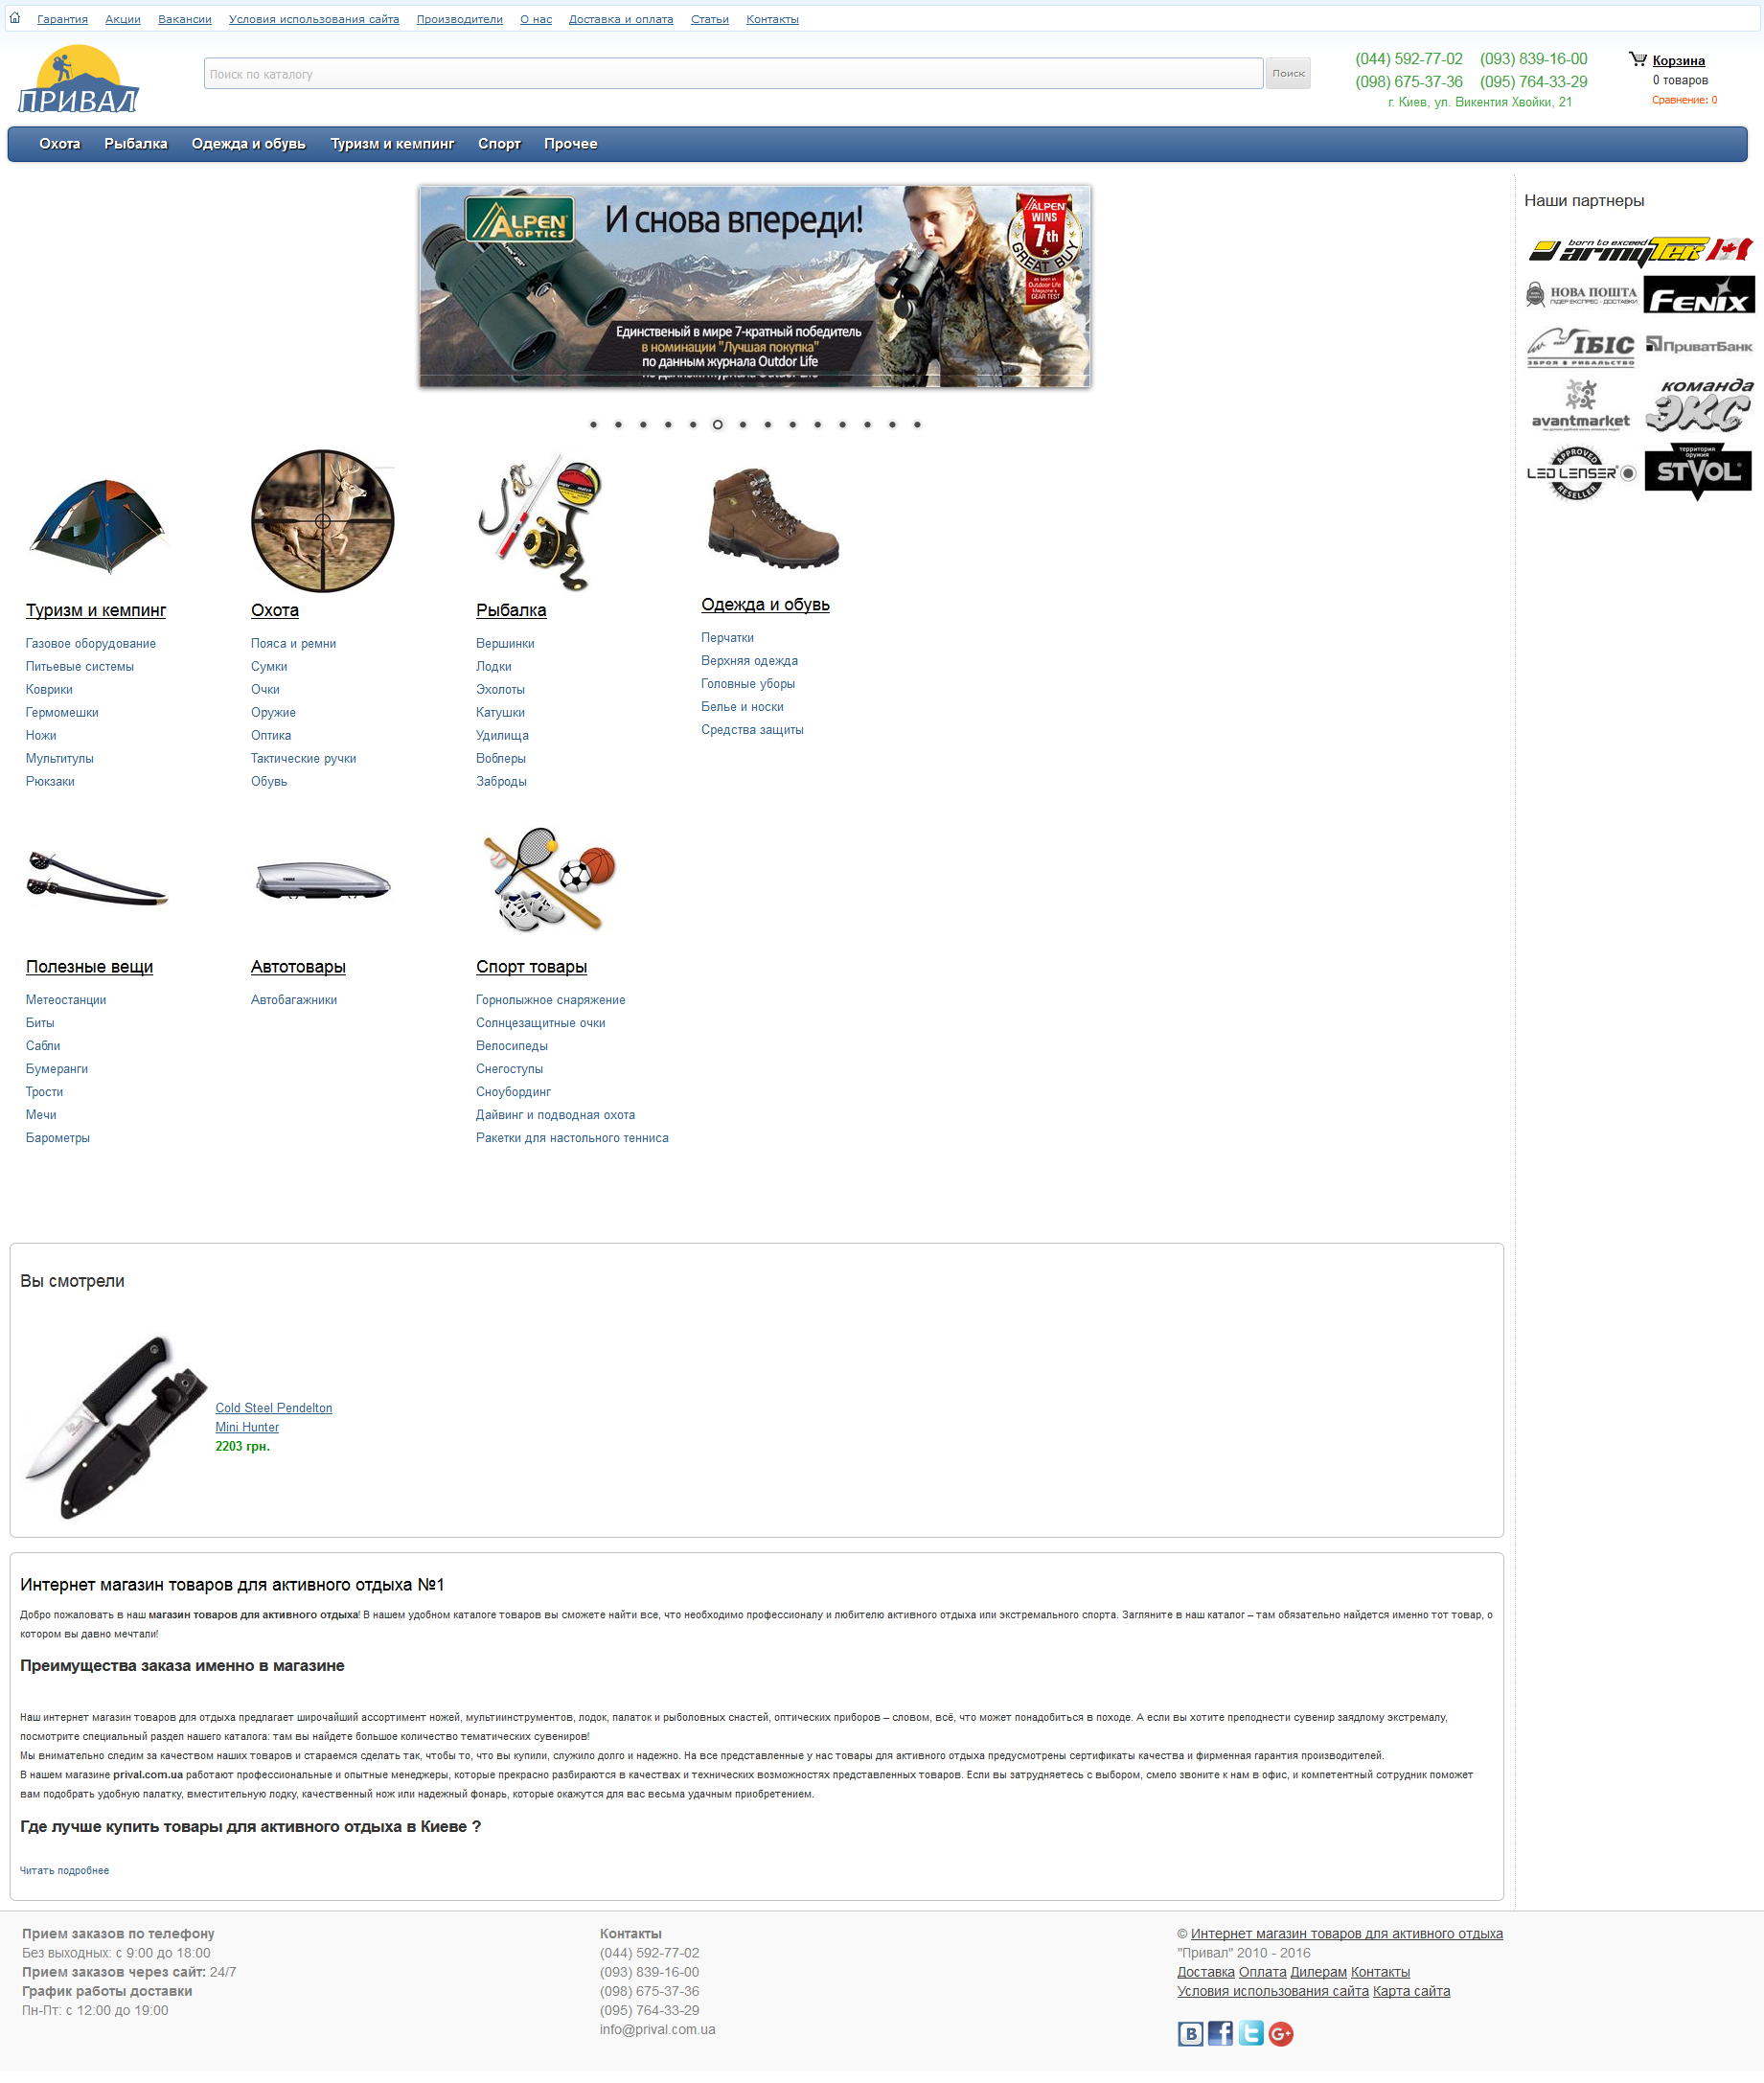 Гарантия Акции Вакансии Условия использования сайта Производители О нас Доставка и оплата Статьи Контакты
ПРИВАЛ
Поиск по каталогу
Поиск
(044) 592-77-02 (093) 839-16-00
(098) 675-37-36 (095) 764-33-29
г. Киев, ул. Викентия Хвойки, 21
Корзина
0 товаров
Сравнение: 0
Охота Рыбалка Одежда и обувь Туризм и кемпинг Спорт Прочее
ALPEN
OPTICS
И снова впереди!
ALPEN
WINS
7th
GREAT BUY
as seen in
Outdoor Life
Magazine's
GEAR TEST
Единственый в мире 7-кратный победитель
в номинации "Лучшая покупка"
по данным журнала Outdor Life
Наши партнеры
born to exceed
armyTek
НОВА ПОШТА
ЛІДЕР ЕКСПРЕС-ДОСТАВКИ
FENIX
ІБІС
ЗБРОЯ & РИБАЛЬСТВО
ПриватБанк
avantmarket
команда
ЭКС
APPROVED
LED LENSER
RESELLER
территория
оружия
STVOL
Туризм и кемпинг
Газовое оборудование
Питьевые системы
Коврики
Гермомешки
Ножи
Мультитулы
Рюкзаки
Охота
Пояса и ремни
Сумки
Очки
Оружие
Оптика
Тактические ручки
Обувь
Рыбалка
Вершинки
Лодки
Эхолоты
Катушки
Удилища
Воблеры
Заброды
Одежда и обувь
Перчатки
Верхняя одежда
Головные уборы
Белье и носки
Средства защиты
Полезные вещи
Метеостанции
Биты
Сабли
Бумеранги
Трости
Мечи
Барометры
Автотовары
Автобагажники
Спорт товары
Горнолыжное снаряжение
Солнцезащитные очки
Велосипеды
Снегоступы
Сноубординг
Дайвинг и подводная охота
Ракетки для настольного тенниса
Вы смотрели
Cold Steel Pendelton
Mini Hunter
2203 грн.
Интернет магазин товаров для активного отдыха №1
Добро пожаловать в наш магазин товаров для активного отдыха! В нашем удобном каталоге товаров вы сможете найти все, что необходимо профессионалу и любителю активного отдыха или экстремального спорта. Загляните в наш каталог – там обязательно найдется именно тот товар, о
котором вы давно мечтали!
Преимущества заказа именно в магазине
Наш интернет магазин товаров для отдыха предлагает широчайший ассортимент ножей, мультиинструментов, лодок, палаток и рыболовных снастей, оптических приборов – словом, всё, что может понадобиться в походе. А если вы хотите преподнести сувенир заядлому экстремалу,
посмотрите специальный раздел нашего каталога: там вы найдете большое количество тематических сувениров!
Мы внимательно следим за качеством наших товаров и стараемся сделать так, чтобы то, что вы купили, служило долго и надежно. На все представленные у нас товары для активного отдыха предусмотрены сертификаты качества и фирменная гарантия производителей.
В нашем магазине prival.com.ua работают профессиональные и опытные менеджеры, которые прекрасно разбираются в качествах и технических возможностях представленных товаров. Если вы затрудняетесь с выбором, смело звоните к нам в офис, и компетентный сотрудник поможет
вам подобрать удобную палатку, вместительную лодку, качественный нож или надежный фонарь, которые окажутся для вас весьма удачным приобретением.
Где лучше купить товары для активного отдыха в Киеве ?
Читать подробнее
Прием заказов по телефону
Без выходных: с 9:00 до 18:00
Прием заказов через сайт: 24/7
График работы доставки
Пн-Пт: с 12:00 до 19:00
Контакты
(044) 592-77-02
(093) 839-16-00
(098) 675-37-36
(095) 764-33-29
info@prival.com.ua
© Интернет магазин товаров для активного отдыха
"Привал" 2010 - 2016
Доставка Оплата Дилерам Контакты
Условия использования сайта Карта сайта